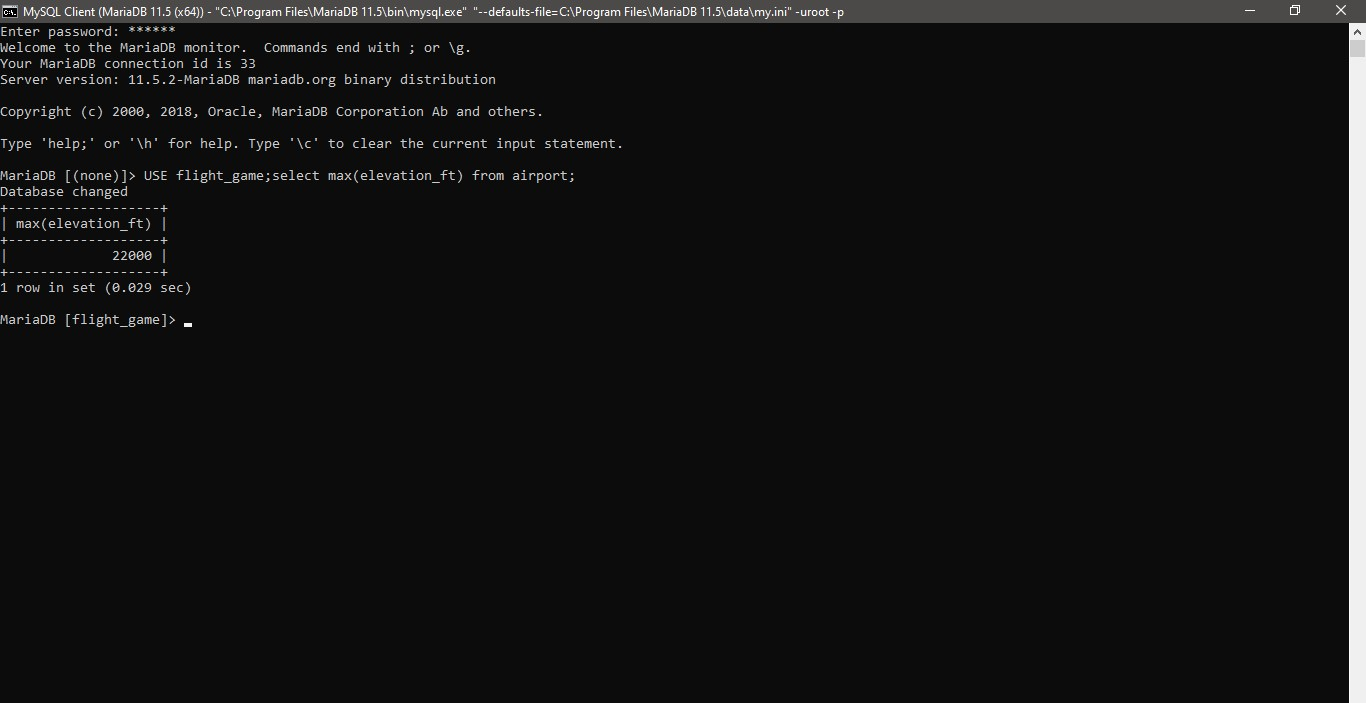 MySQL Client (MariaDB 11.5 (x64)) - "C:\Program Files\MariaDB 11.5\bin\mysql.exe" "--defaults-file=C:\Program Files\MariaDB 11.5\data\my.ini" -uroot -p
Enter password: ******
Welcome to the MariaDB monitor.  Commands end with ; or \g.
Your MariaDB connection id is 33
Server version: 11.5.2-MariaDB mariadb.org binary distribution
Copyright (c) 2000, 2018, Oracle, MariaDB Corporation Ab and others.
Type 'help;' or '\h' for help. Type '\c' to clear the current input statement.
MariaDB [(none)]> USE flight_game;select max(elevation_ft) from airport;
Database changed
+-------------------+
| max(elevation_ft) |
+-------------------+
|             22000 |
+-------------------+
1 row in set (0.029 sec)
MariaDB [flight_game]>